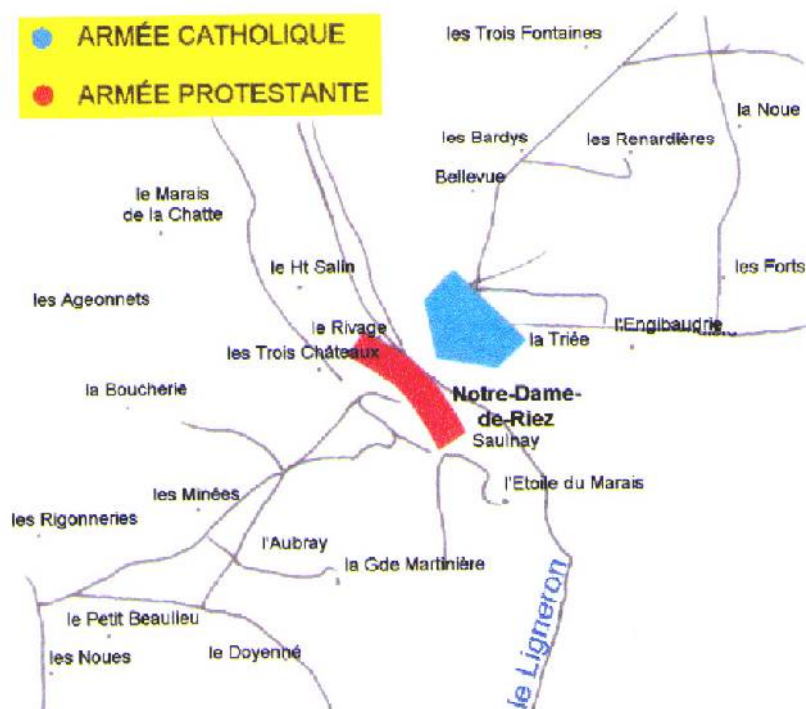 ARMÉE CATHOLIQUE
ARMÉE PROTESTANTE
les Trois Fontaines
la Noue
les Bardys
les Renardières
Bellevue
le Marais
de la Chatte
le Ht Salin
les Forts
les Ageonnets
le Rivage
l'Engibaudrie
la Triée
les Trois Châteaux
la Boucherie
Notre-Dame-
de-Riez
Saulnay
l'Etoile du Marais
les Minées
les Rigonneries
l'Aubray
la Gde Martinière
le Petit Beaulieu
le Doyenné
les Noues
le Ligneron